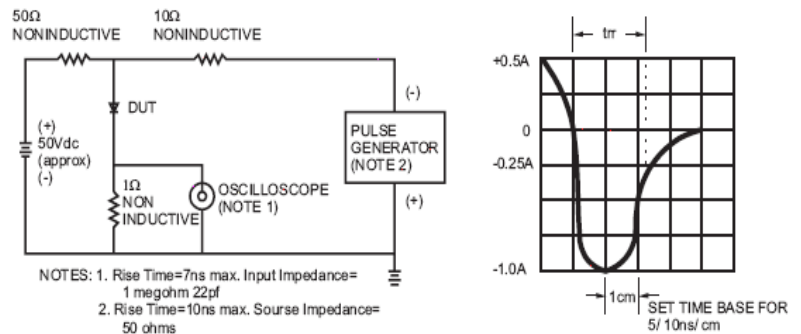 50Ω
NONINDUCTIVE
10Ω
NONINDUCTIVE
DUT
(+)
50Vdc
(approx)
(-)
1Ω
NON
INDUCTIVE
OSCILLOSCOPE
(NOTE 1)
(-)
PULSE
GENERATOR
(NOTE 2)
(+)
NOTES: 1. Rise Time=7ns max. Input Impedance=
1 megohm 22pf
2. Rise Time=10ns max. Sourse Impedance=
50 ohms
trr
+0.5A
0
-0.25A
-1.0A
1cm
SET TIME BASE FOR
5/ 10ns/ cm